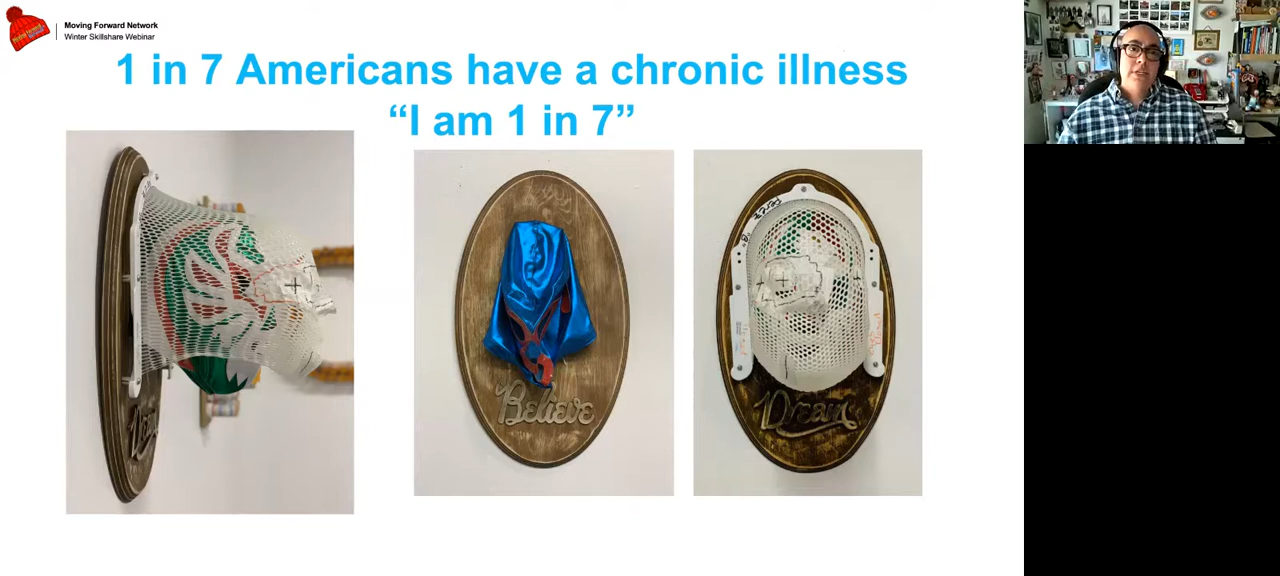 Moving Forward Network
Winter Skillshare Webinar
1 in 7 Americans have a chronic illness
“I am 1 in 7”
Believe
Dream